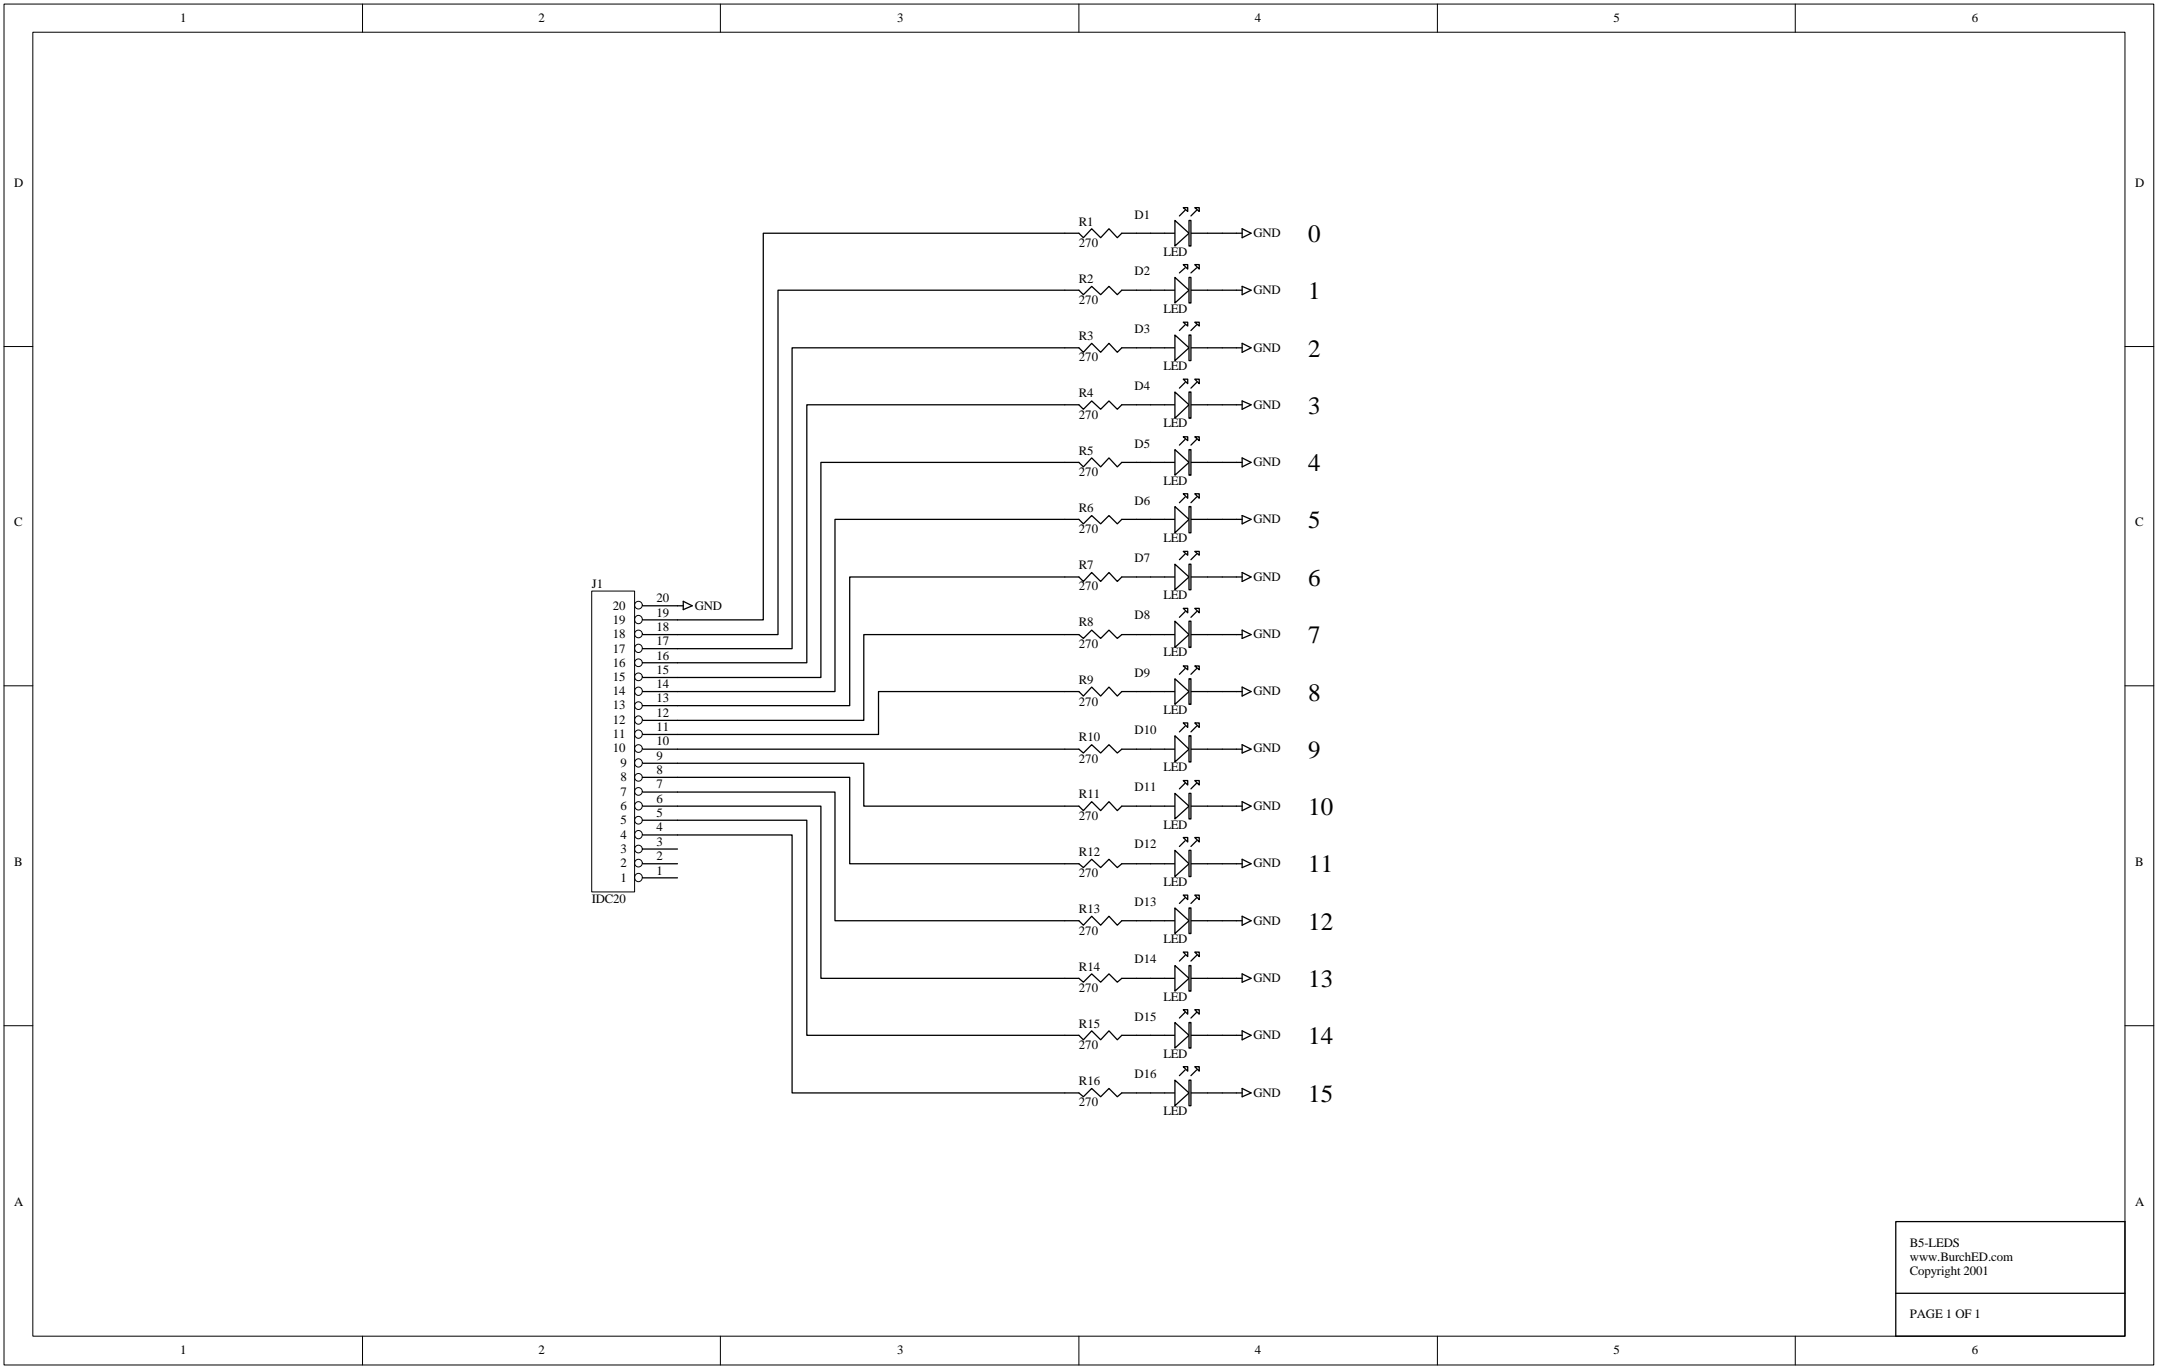 1 2 3 4 5 6
D D
R1 D1
270 LED GND 0
R2 D2
270 LED GND 1
R3 D3
270 LED GND 2
R4 D4
270 LED GND 3
R5 D5
270 LED GND 4
C C
R6 D6
270 LED GND 5
R7 D7
270 LED GND 6
J1
20 20 GND
19 19
18 18
17 17
16 16
15 15
14 14
13 13
12 12
11 11
10 10
9 9
8 8
7 7
6 6
5 5
4 4
3 3
2 2
1 1
IDC20
R8 D8
270 LED GND 7
R9 D9
270 LED GND 8
R10 D10
270 LED GND 9
R11 D11
270 LED GND 10
B B
R12 D12
270 LED GND 11
R13 D13
270 LED GND 12
R14 D14
270 LED GND 13
R15 D15
270 LED GND 14
R16 D16
270 LED GND 15
A A
B5-LEDS
www.BurchED.com
Copyright 2001
PAGE 1 OF 1
1 2 3 4 5 6